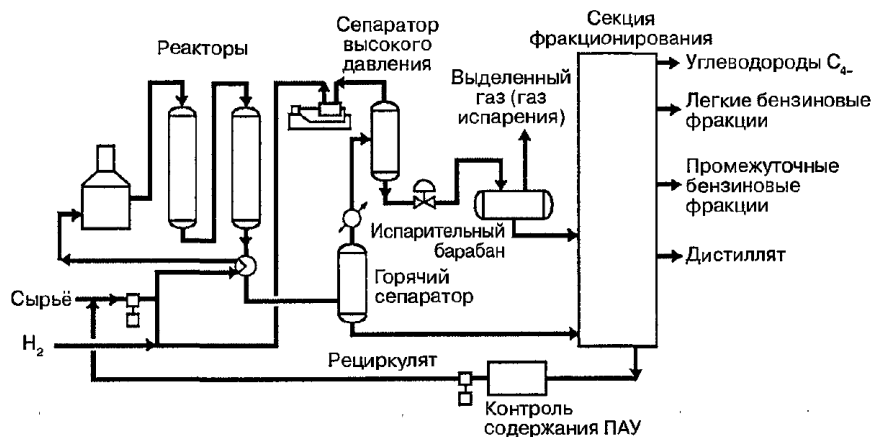 Реакторы
Сепаратор
высокого
давления
Выделенный
газ (газ
испарения)
Секция
фракционирования
Углеводороды C₄₋
Легкие бензиновые
фракции
Промежуточные
бензиновые
фракции
Дистиллят
Испарительный
барабан
Горячий
сепаратор
Сырьё
H₂
Рециркулят
Контроль
содержания ПАУ